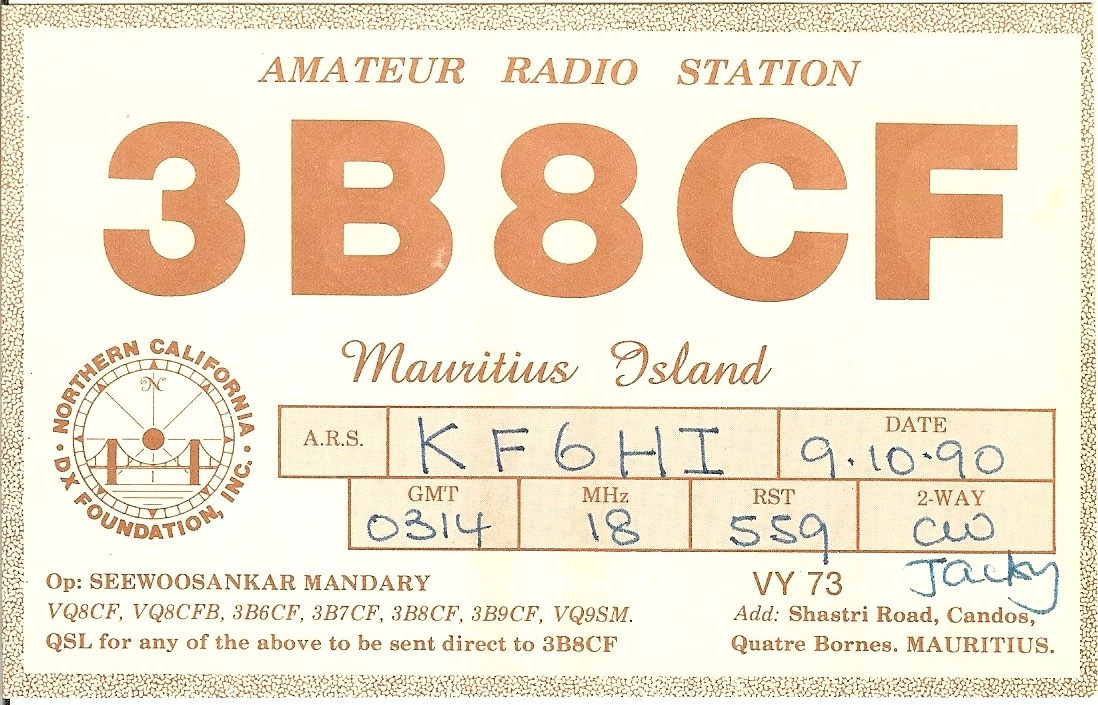 AMATEUR RADIO STATION
3B8CF
Mauritius Island
NORTHERN CALIFORNIA
• DX FOUNDATION, INC. •
N
A.R.S. KF6HI DATE 9.10.90
GMT 0314 MHz 18 RST 559 2-WAY CW
Op: SEEWOOSANKAR MANDARY
VQ8CF, VQ8CFB, 3B6CF, 3B7CF, 3B8CF, 3B9CF, VQ9SM.
QSL for any of the above to be sent direct to 3B8CF
VY 73 Jacky
Add: Shastri Road, Candos,
Quatre Bornes. MAURITIUS.